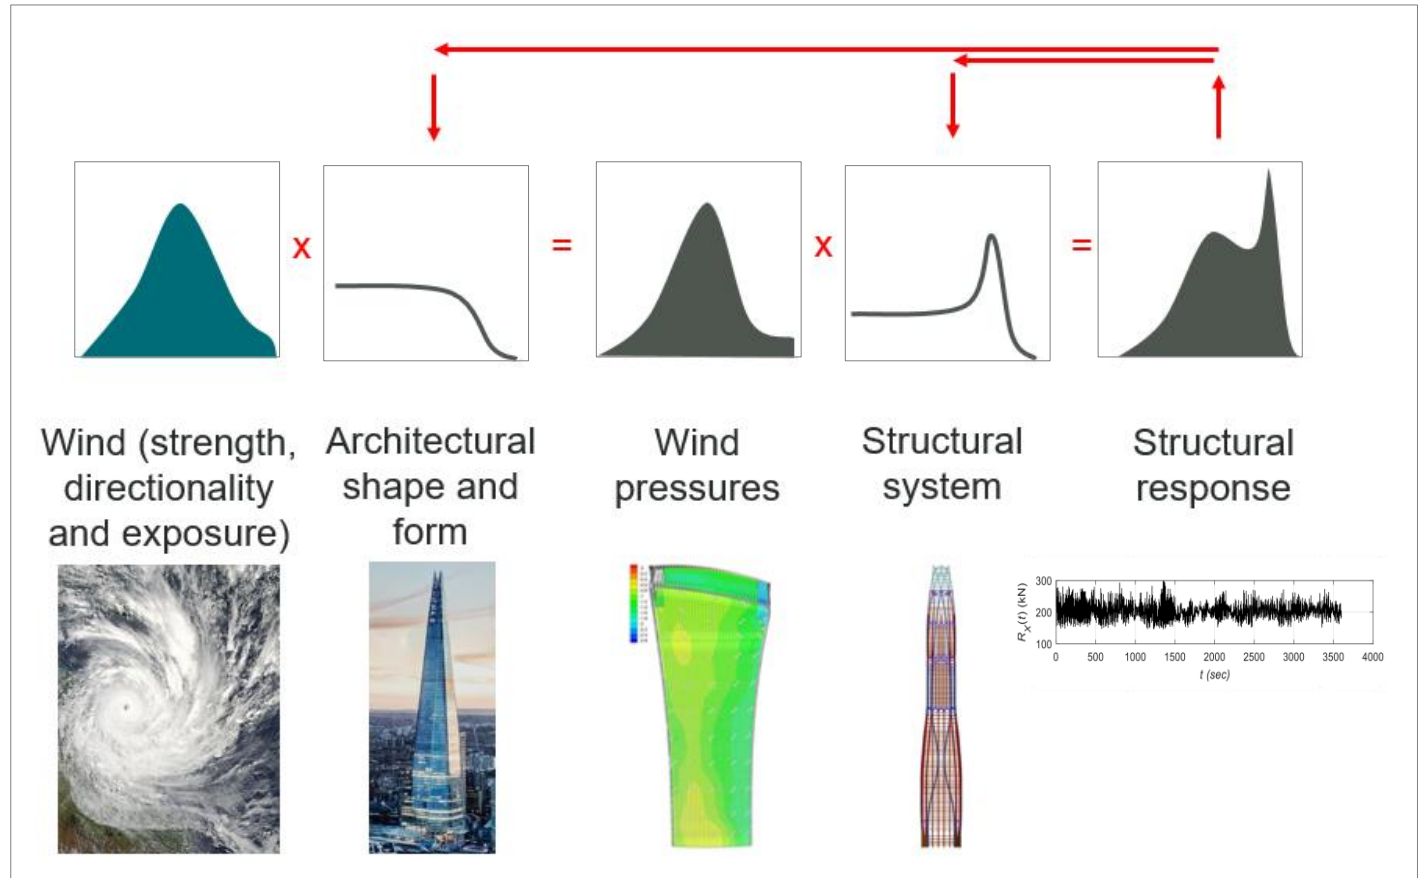 x
=
x
=
Wind (strength,
directionality
and exposure)
Architectural
shape and
form
Wind
pressures
Structural
system
Structural
response
R_X(t) (kN)
300
200
100
0 500 1000 1500 2000 2500 3000 3500 4000
t (sec)